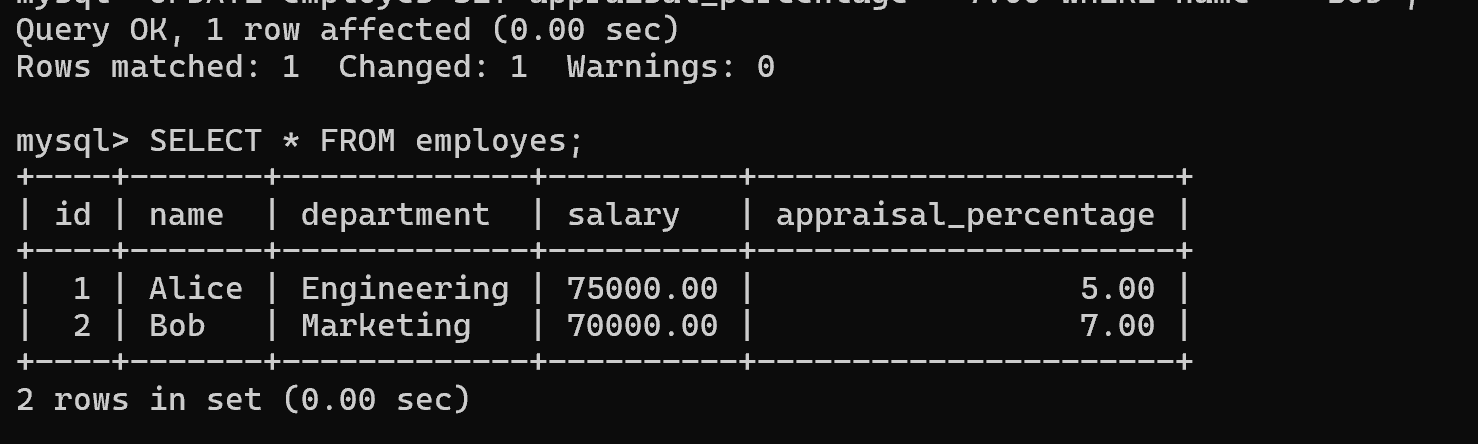 Query OK, 1 row affected (0.00 sec)
Rows matched: 1  Changed: 1  Warnings: 0
mysql> SELECT * FROM employes;
+----+-------+-------------+----------+----------------------+
| id | name  | department  | salary   | appraisal_percentage |
+----+-------+-------------+----------+----------------------+
|  1 | Alice | Engineering | 75000.00 |                 5.00 |
|  2 | Bob   | Marketing   | 70000.00 |                 7.00 |
+----+-------+-------------+----------+----------------------+
2 rows in set (0.00 sec)